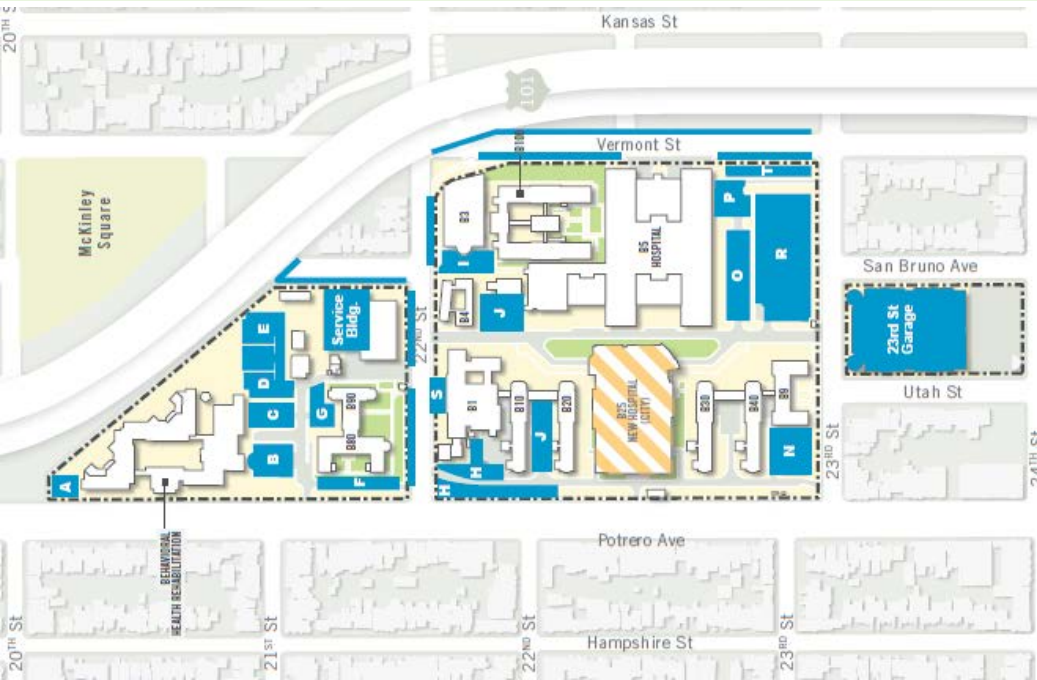 Kansas St
20TH S
101
B100
Vermont St
McKinley
Square
B3
I
B4
J
B5
HOSPITAL
P
T
O
R
San Bruno Ave
23rd St
Garage
Utah St
Service
Bldg.
E
D
C
G
B
F
A
B90
B80
22ND St
S
B1
B10
J
B20
H
H
B25
NEW HOSPITAL
(CITY)
B30
B40
B9
N
23RD St
24TH St
BEHAVIORAL
HEALTH REHABILITATION
Potrero Ave
Hampshire St
20TH St
21ST St
22ND St
23RD St